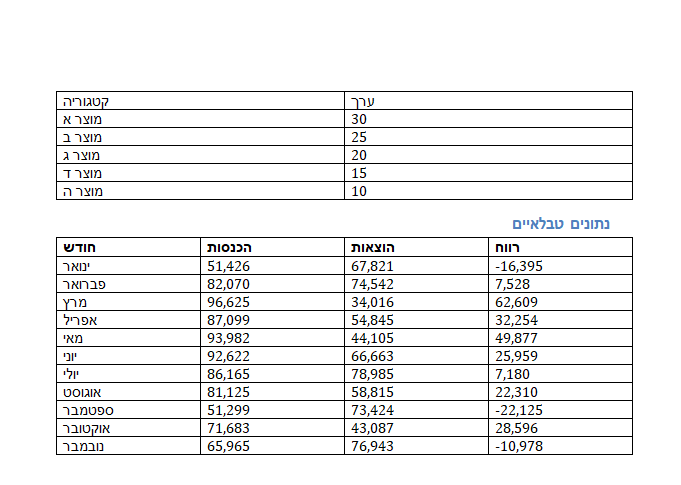 קטגוריה ערך
מוצר א 30
מוצר ב 25
מוצר ג 20
מוצר ד 15
מוצר ה 10
נתונים טבלאיים
חודש הכנסות הוצאות רווח
ינואר 51,426 67,821 -16,395
פברואר 82,070 74,542 7,528
מרץ 96,625 34,016 62,609
אפריל 87,099 54,845 32,254
מאי 93,982 44,105 49,877
יוני 92,622 66,663 25,959
יולי 86,165 78,985 7,180
אוגוסט 81,125 58,815 22,310
ספטמבר 51,299 73,424 -22,125
אוקטובר 71,683 43,087 28,596
נובמבר 65,965 76,943 -10,978